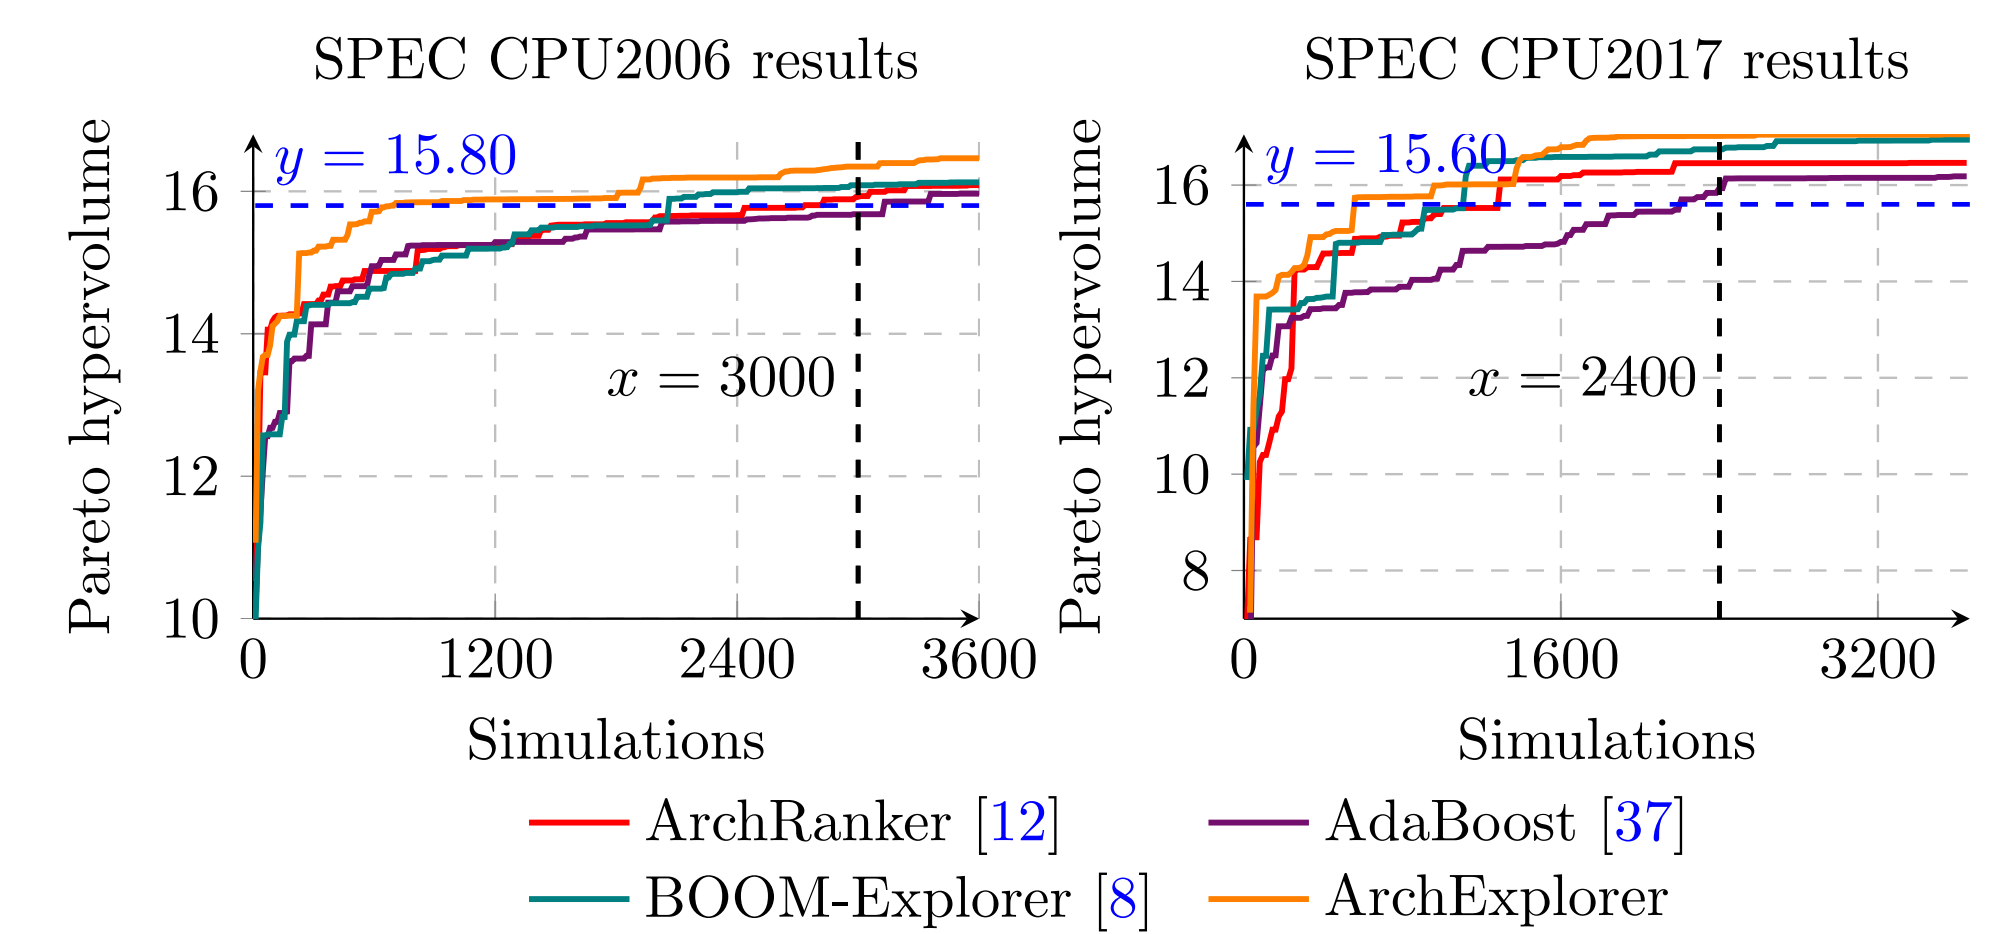 SPEC CPU2006 results
Pareto hypervolume
y = 15.80
16
14
12
10
x = 3000
0 1200 2400 3600
Simulations
SPEC CPU2017 results
Pareto hypervolume
y = 15.60
16
14
12
10
8
x = 2400
0 1600 3200
Simulations
ArchRanker [12]
AdaBoost [37]
BOOM-Explorer [8]
ArchExplorer